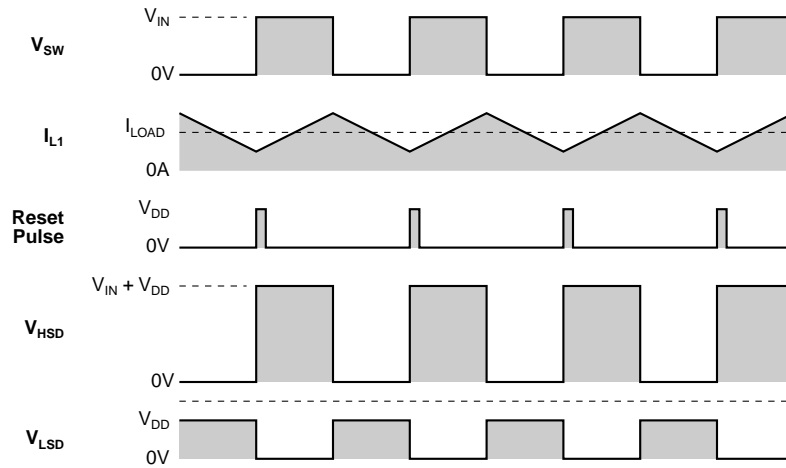 V_IN
V_SW
0V
I_LOAD
I_L1
0A
V_DD
Reset
Pulse
0V
V_IN + V_DD
V_HSD
0V
V_DD
V_LSD
0V